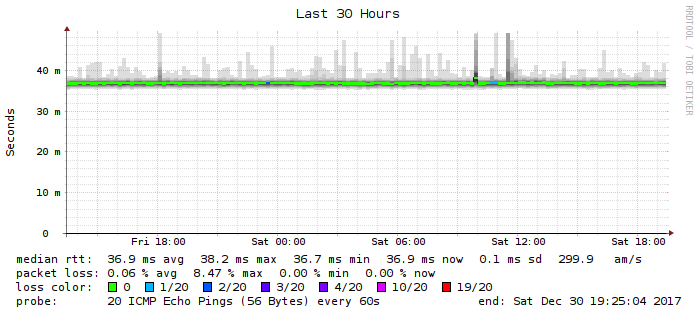 Last 30 Hours
RRDTOOL / TOBI OETIKER
Seconds
40 m
30 m
20 m
10 m
0
Fri 18:00 Sat 00:00 Sat 06:00 Sat 12:00 Sat 18:00
median rtt: 36.9 ms avg 38.2 ms max 36.7 ms min 36.9 ms now 0.1 ms sd 299.9 am/s
packet loss: 0.06 % avg 8.47 % max 0.00 % min 0.00 % now
loss color: 0 1/20 2/20 3/20 4/20 10/20 19/20
probe: 20 ICMP Echo Pings (56 Bytes) every 60s end: Sat Dec 30 19:25:04 2017